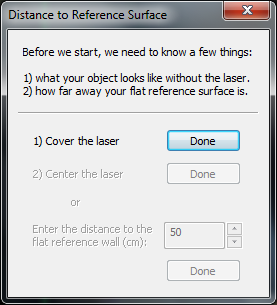 Distance to Reference Surface
Before we start, we need to know a few things:
1) what your object looks like without the laser.
2) how far away your flat reference surface is.
1) Cover the laser Done
2) Center the laser Done
or
Enter the distance to the
flat reference wall (cm): 50
Done